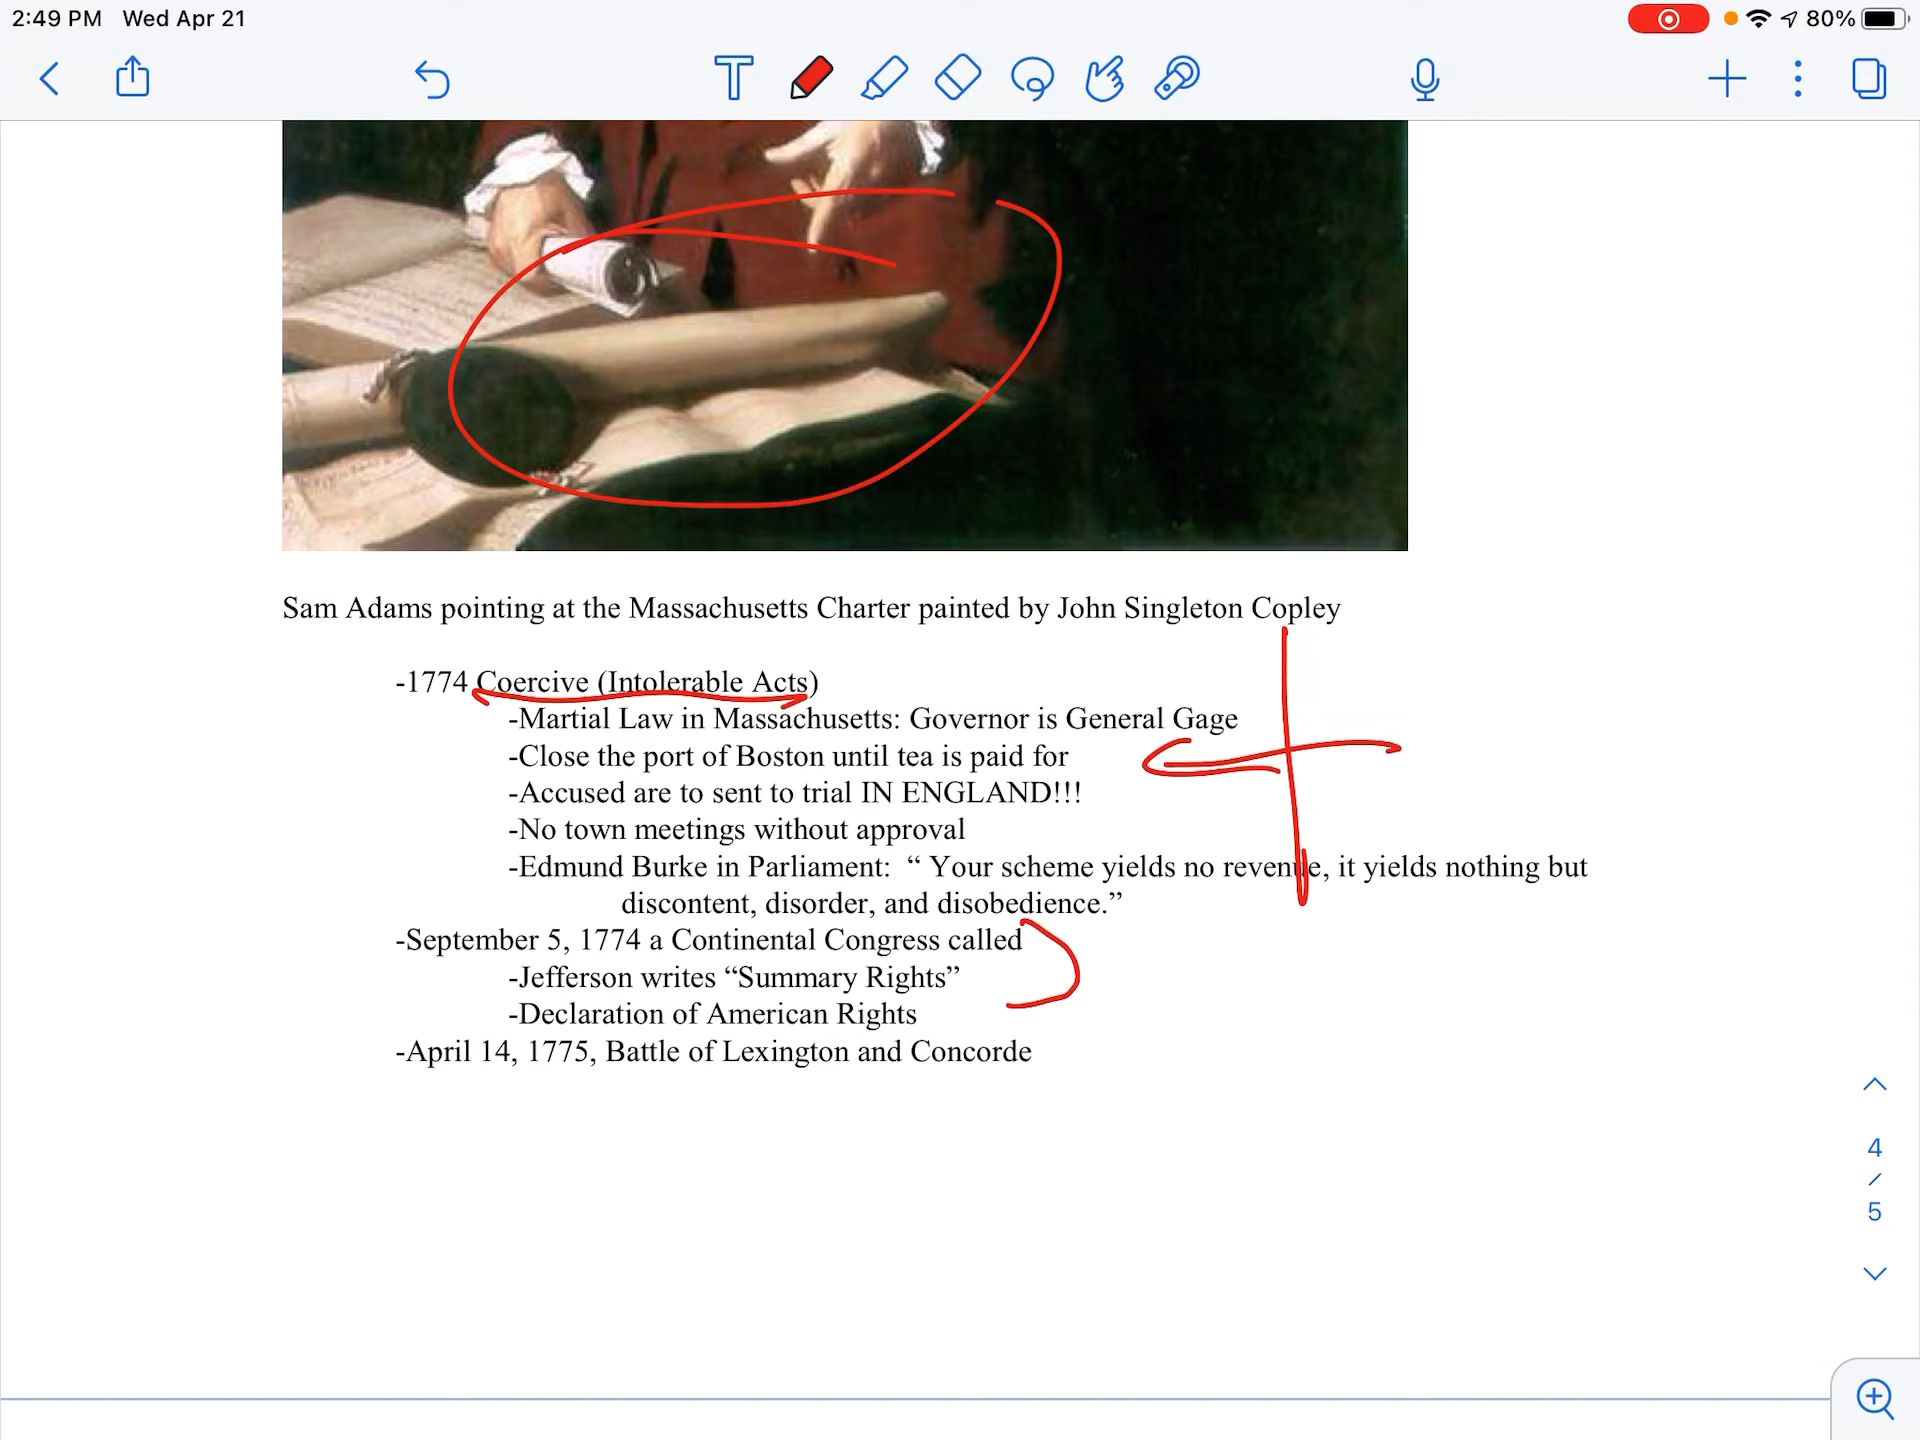 2:49 PM Wed Apr 21 80%
Sam Adams pointing at the Massachusetts Charter painted by John Singleton Copley
-1774 Coercive (Intolerable Acts)
-Martial Law in Massachusetts: Governor is General Gage
-Close the port of Boston until tea is paid for
-Accused are to sent to trial IN ENGLAND!!!
-No town meetings without approval
-Edmund Burke in Parliament: “ Your scheme yields no revenue, it yields nothing but
discontent, disorder, and disobedience.”
-September 5, 1774 a Continental Congress called
-Jefferson writes “Summary Rights”
-Declaration of American Rights
-April 14, 1775, Battle of Lexington and Concorde
4
/
5